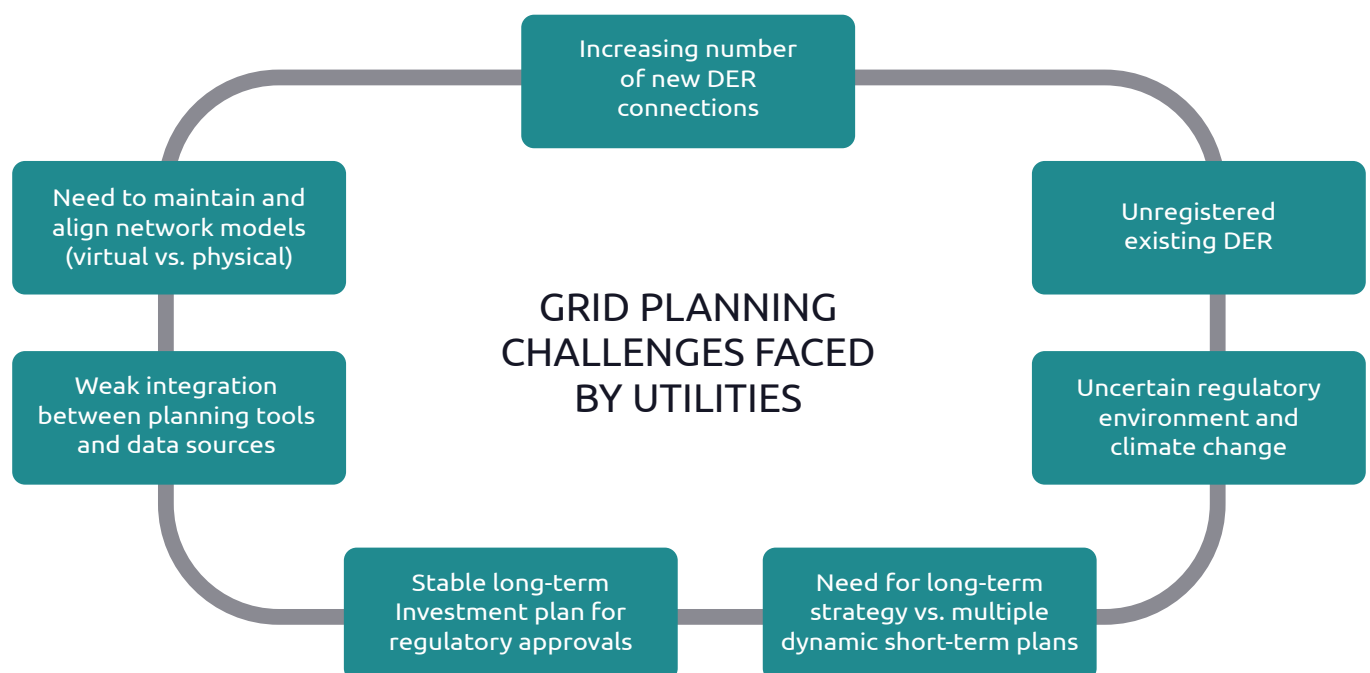 Increasing number
of new DER
connections
Need to maintain and
align network models
(virtual vs. physical)
Unregistered
existing DER
GRID PLANNING
CHALLENGES FACED
BY UTILITIES
Weak integration
between planning tools
and data sources
Uncertain regulatory
environment and
climate change
Stable long-term
Investment plan for
regulatory approvals
Need for long-term
strategy vs. multiple
dynamic short-term plans